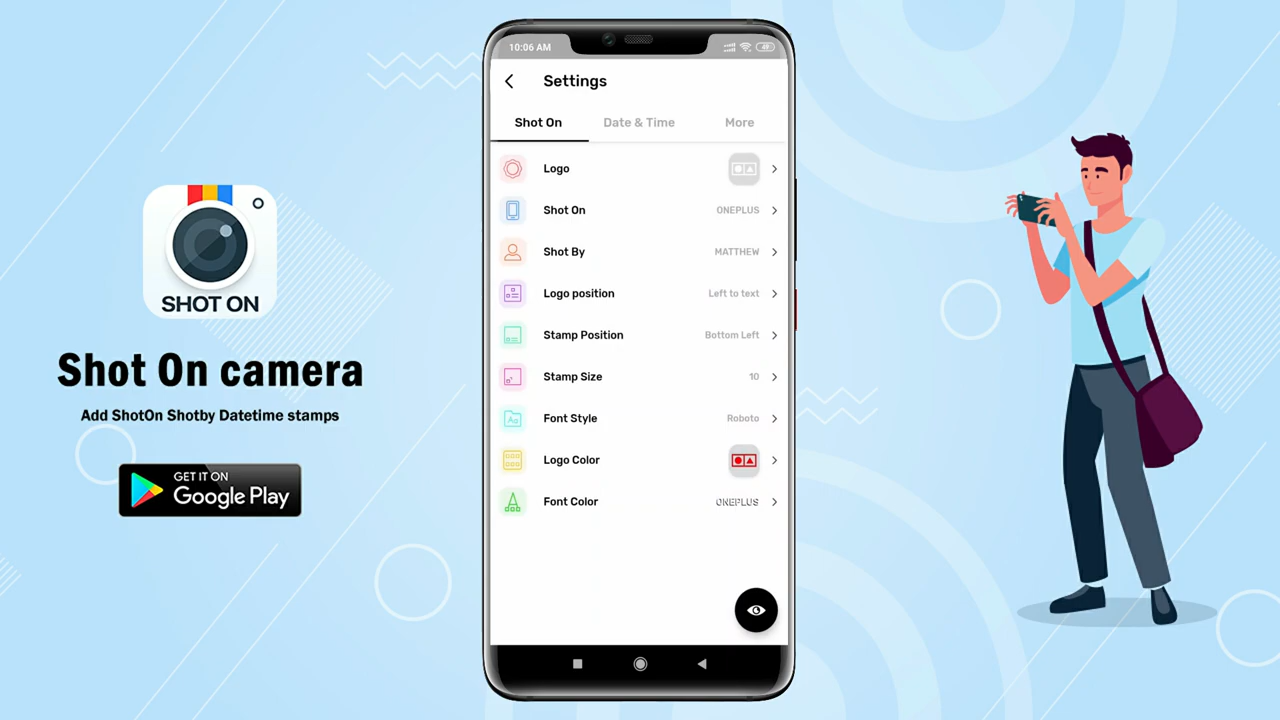 SHOT ON
Shot On camera
Add ShotOn Shotby Datetime stamps
GET IT ON
Google Play
10:06 AM
49
Settings
Shot On Date & Time More
Logo
Shot On ONEPLUS
Shot By MATTHEW
Logo position Left to text
Stamp Position Bottom Left
Stamp Size 10
Font Style Roboto
Logo Color
Font Color ONEPLUS